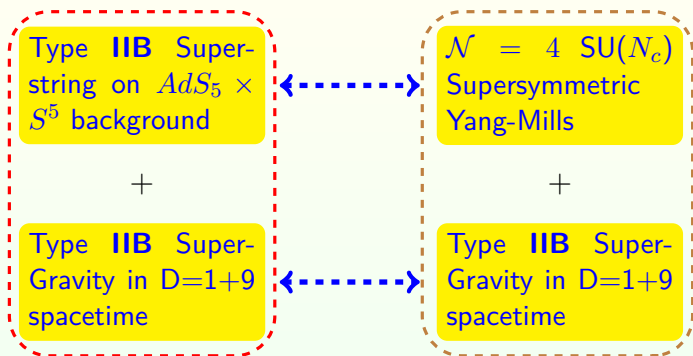 Type IIB Super-
string on AdS₅ ×
S⁵ background
+
Type IIB Super-
Gravity in D=1+9
spacetime
𝒩 = 4 SU(N_c)
Supersymmetric
Yang-Mills
+
Type IIB Super-
Gravity in D=1+9
spacetime